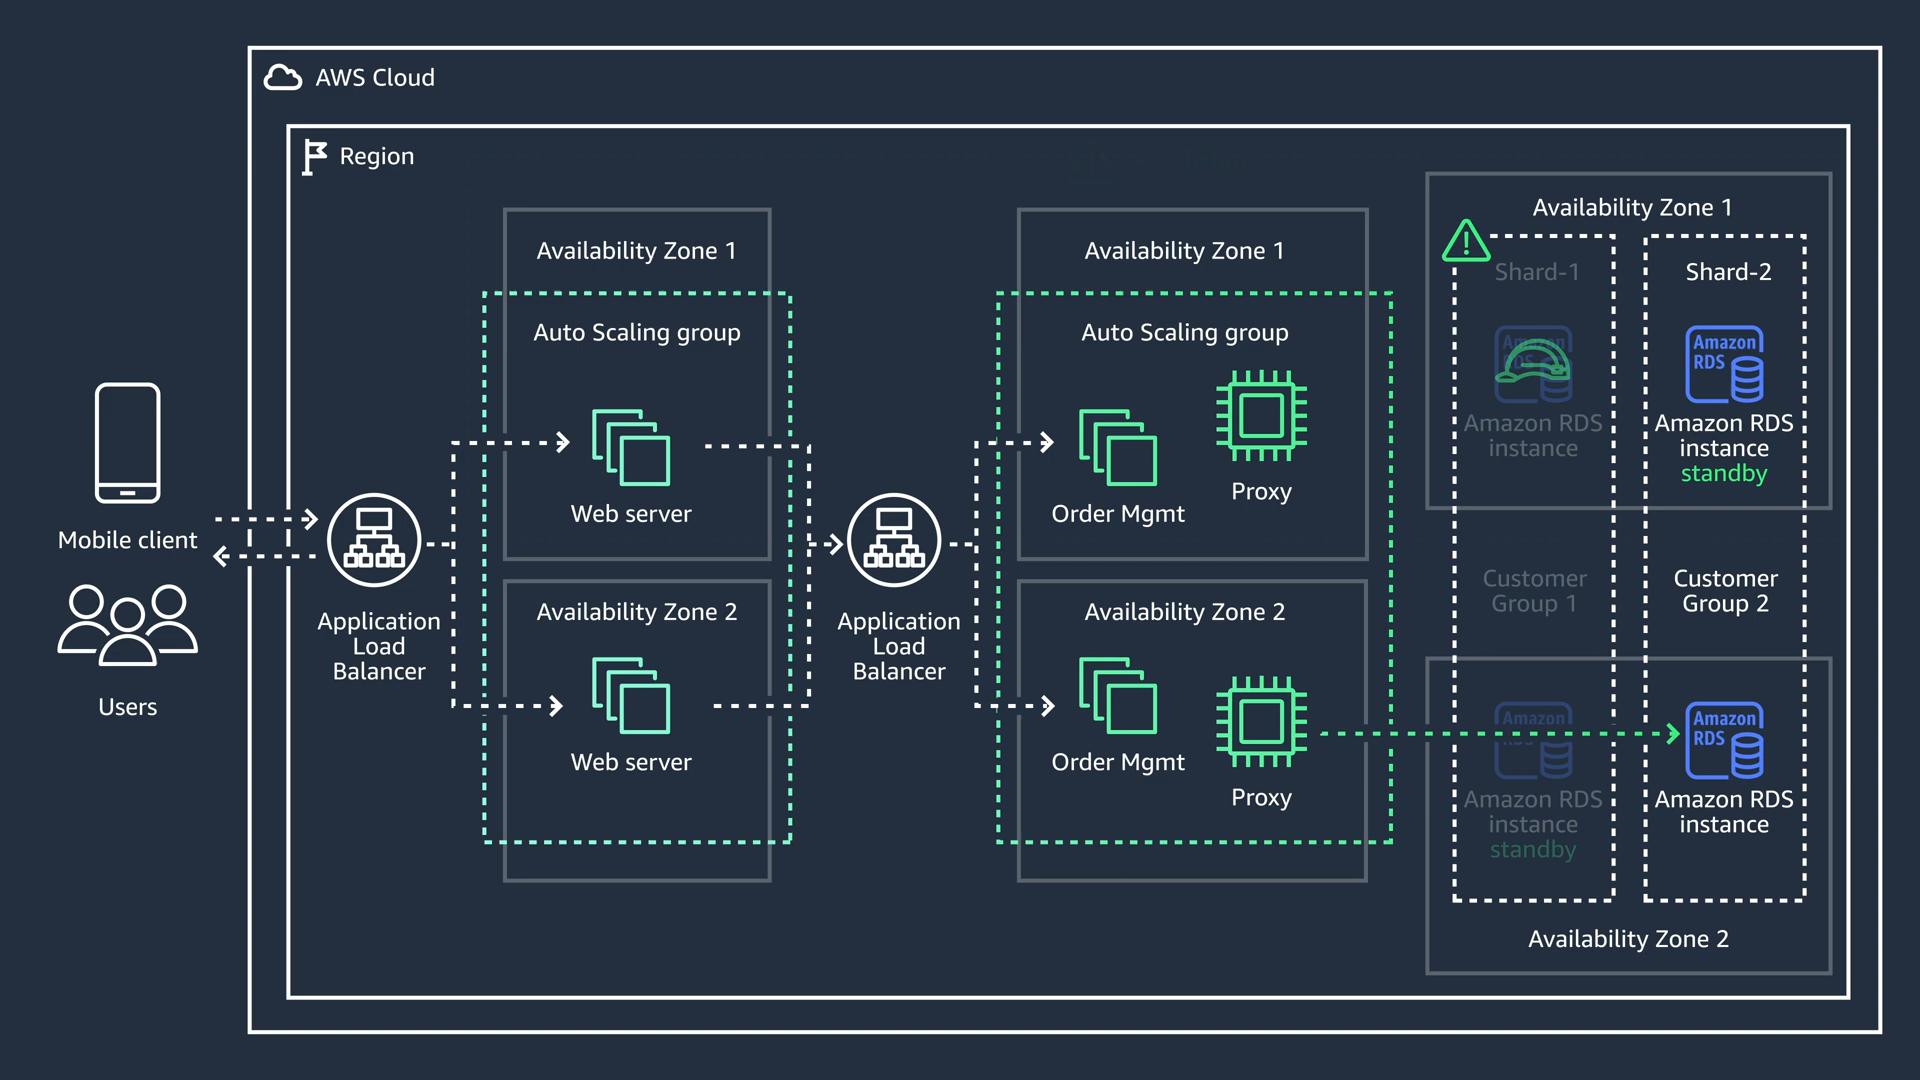 AWS Cloud
Region
Mobile client
Users
Application
Load
Balancer
Availability Zone 1
Auto Scaling group
Web server
Availability Zone 2
Web server
Application
Load
Balancer
Availability Zone 1
Auto Scaling group
Order Mgmt
Proxy
Availability Zone 2
Order Mgmt
Proxy
Availability Zone 1
Shard-1
Amazon
RDS
Amazon RDS
instance
Customer
Group 1
Amazon
RDS
Amazon RDS
instance
standby
Shard-2
Amazon
RDS
Amazon RDS
instance
standby
Customer
Group 2
Amazon
RDS
Amazon RDS
instance
Availability Zone 2